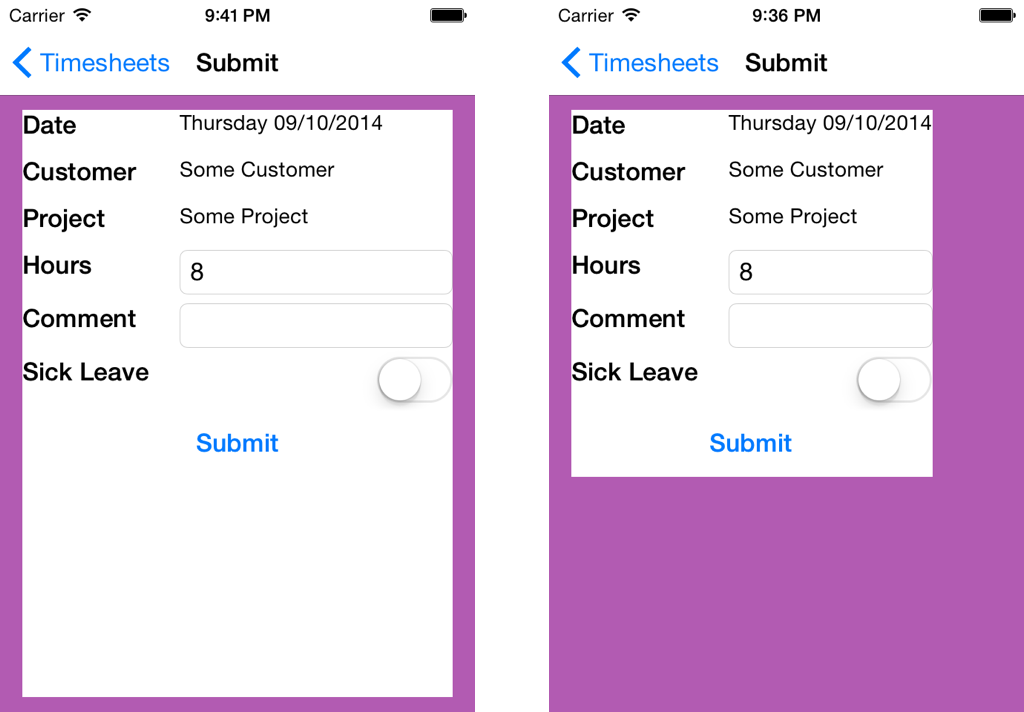 Carrier 9:41 PM
Timesheets Submit
Date Thursday 09/10/2014
Customer Some Customer
Project Some Project
Hours 8
Comment
Sick Leave
Submit
Carrier 9:36 PM
Timesheets Submit
Date Thursday 09/10/2014
Customer Some Customer
Project Some Project
Hours 8
Comment
Sick Leave
Submit